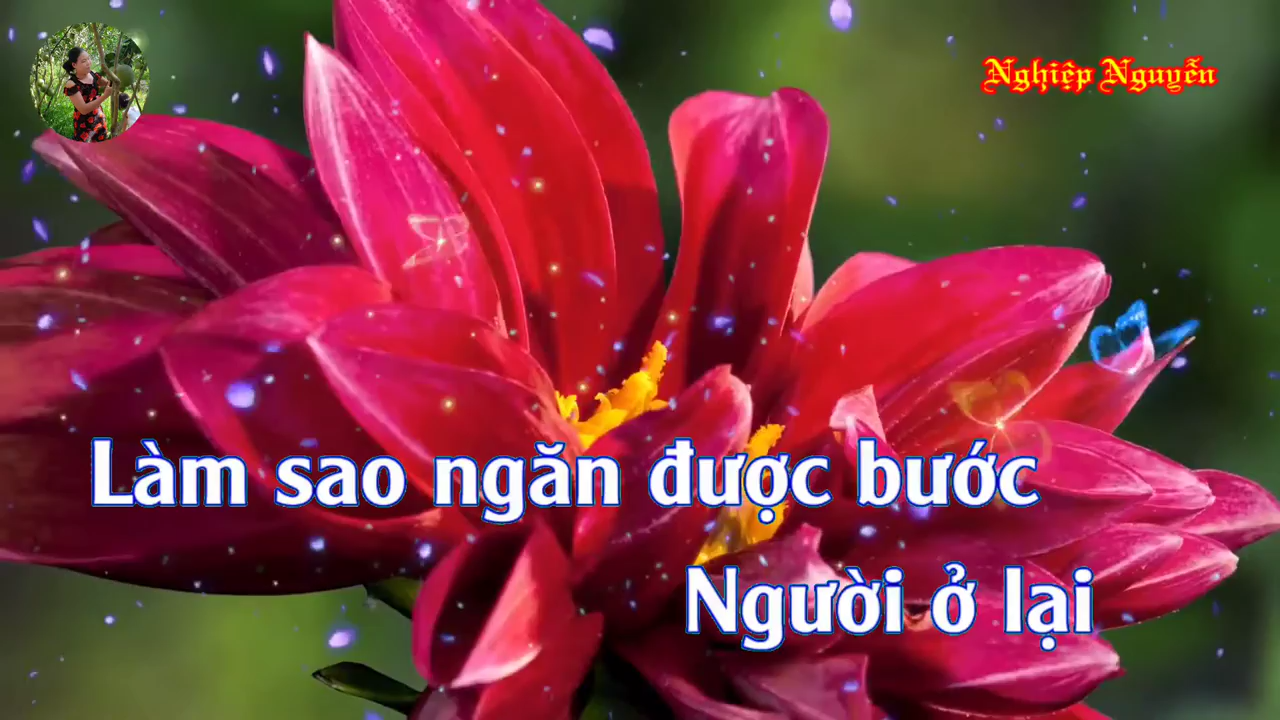 Nghiệp Nguyễn
Làm sao ngăn được bước
Người ở lại